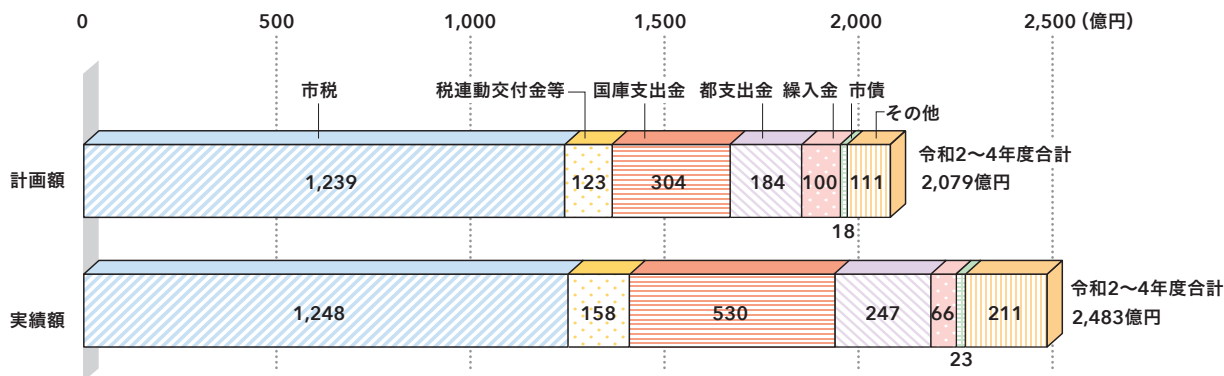 0 500 1,000 1,500 2,000 2,500 (億円)
市税 税連動交付金等 国庫支出金 都支出金 繰入金 市債
その他
計画額 1,239 123 304 184 100 111
18
令和2〜4年度合計
2,079億円
実績額 1,248 158 530 247 66 211
23
令和2〜4年度合計
2,483億円